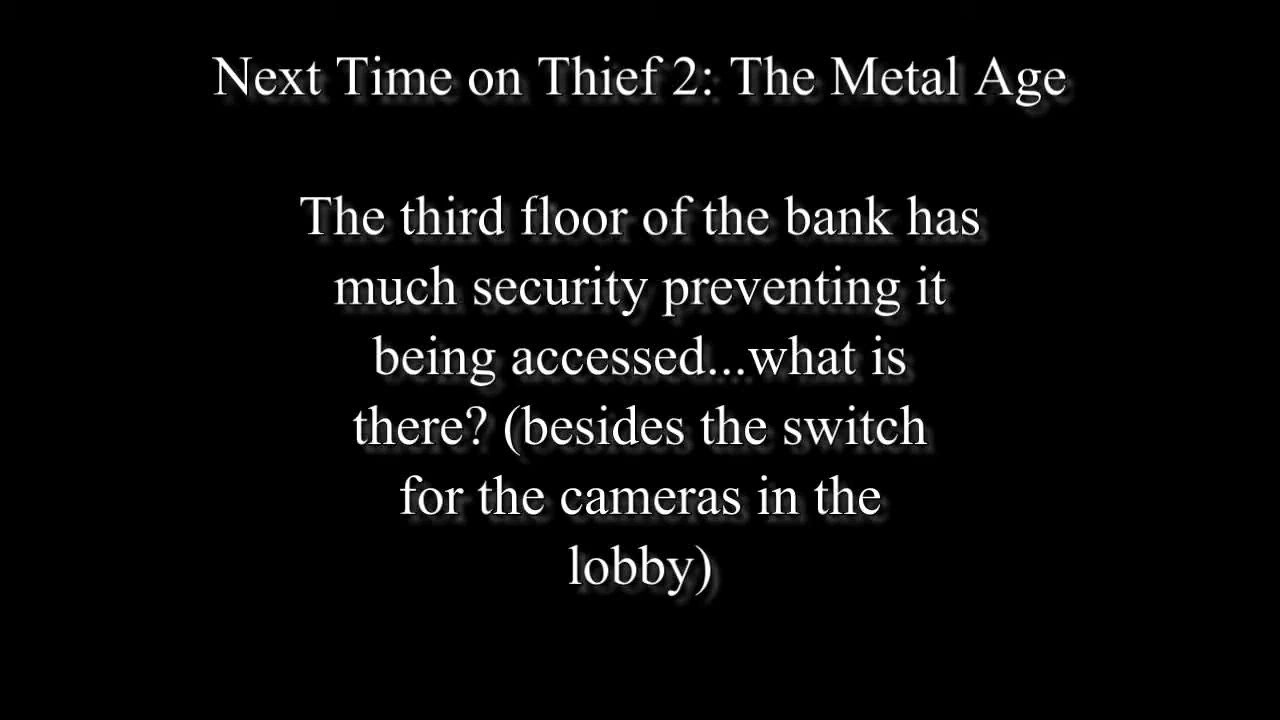 Next Time on Thief 2: The Metal Age
The third floor of the bank has
much security preventing it
being accessed...what is
there? (besides the switch
for the cameras in the
lobby)